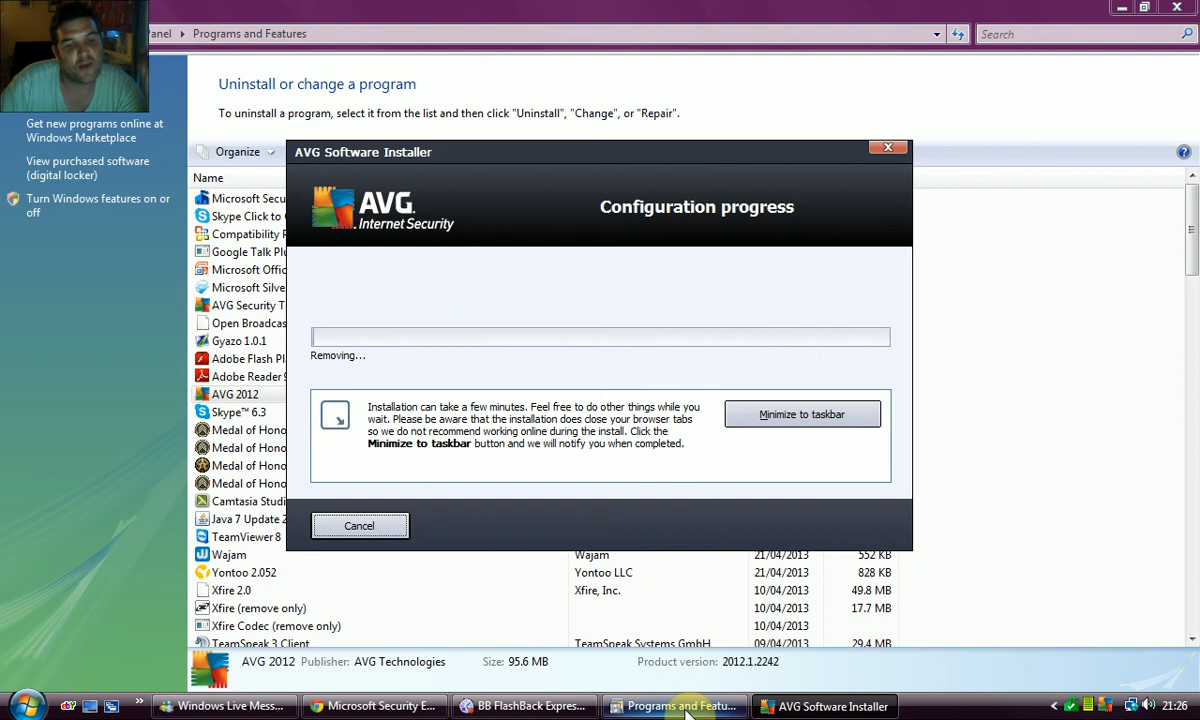 anel ▸ Programs and Features
Search
Uninstall or change a program
To uninstall a program, select it from the list and then click "Uninstall", "Change", or "Repair".
Get new programs online at
Windows Marketplace
View purchased software
(digital locker)
Turn Windows features on or
off
Organize
Name
Microsoft Secu
Skype Click to C
Compatibility P
Google Talk Plu
Microsoft Offic
Microsoft Silve
AVG Security T
Open Broadcas
Gyazo 1.0.1
Adobe Flash Pl
Adobe Reader 9
AVG 2012
Skype™ 6.3
Medal of Hono
Medal of Hono
Medal of Hono
Medal of Hono
Camtasia Studi
Java 7 Update 2
TeamViewer 8
Wajam Wajam 21/04/2013 552 KB
Yontoo 2.052 Yontoo LLC 21/04/2013 828 KB
Xfire 2.0 Xfire, Inc. 10/04/2013 49.8 MB
Xfire (remove only) 10/04/2013 17.7 MB
Xfire Codec (remove only) 10/04/2013
TeamSpeak 3 Client TeamSpeak Systems GmbH 09/04/2013 29.4 MB
AVG Software Installer
AVG.
Internet Security
Configuration progress
Removing...
Installation can take a few minutes. Feel free to do other things while you
wait. Please be aware that the installation does close your browser tabs
so we do not recommend working online during the install. Click the
Minimize to taskbar button and we will notify you when completed.
Minimize to taskbar
Cancel
AVG 2012 Publisher: AVG Technologies Size: 95.6 MB Product version: 2012.1.2242
Windows Live Mess...
Microsoft Security E...
BB FlashBack Expres...
Programs and Featu...
AVG Software Installer
21:26